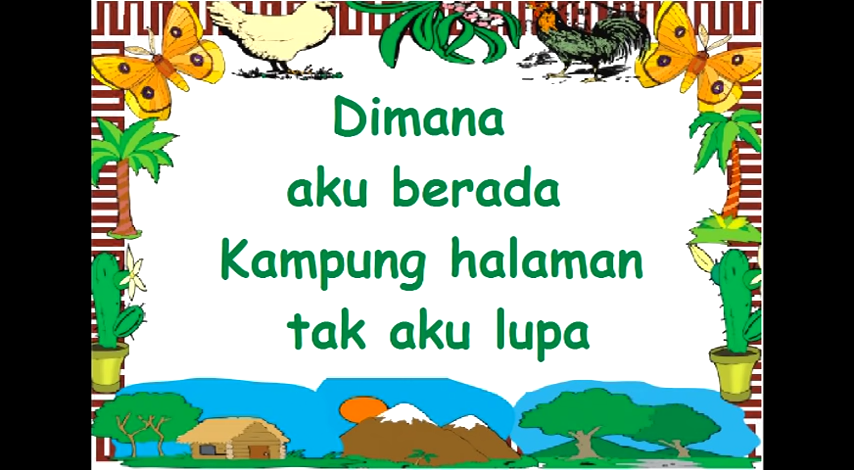 Dimana
aku berada
Kampung halaman
tak aku lupa